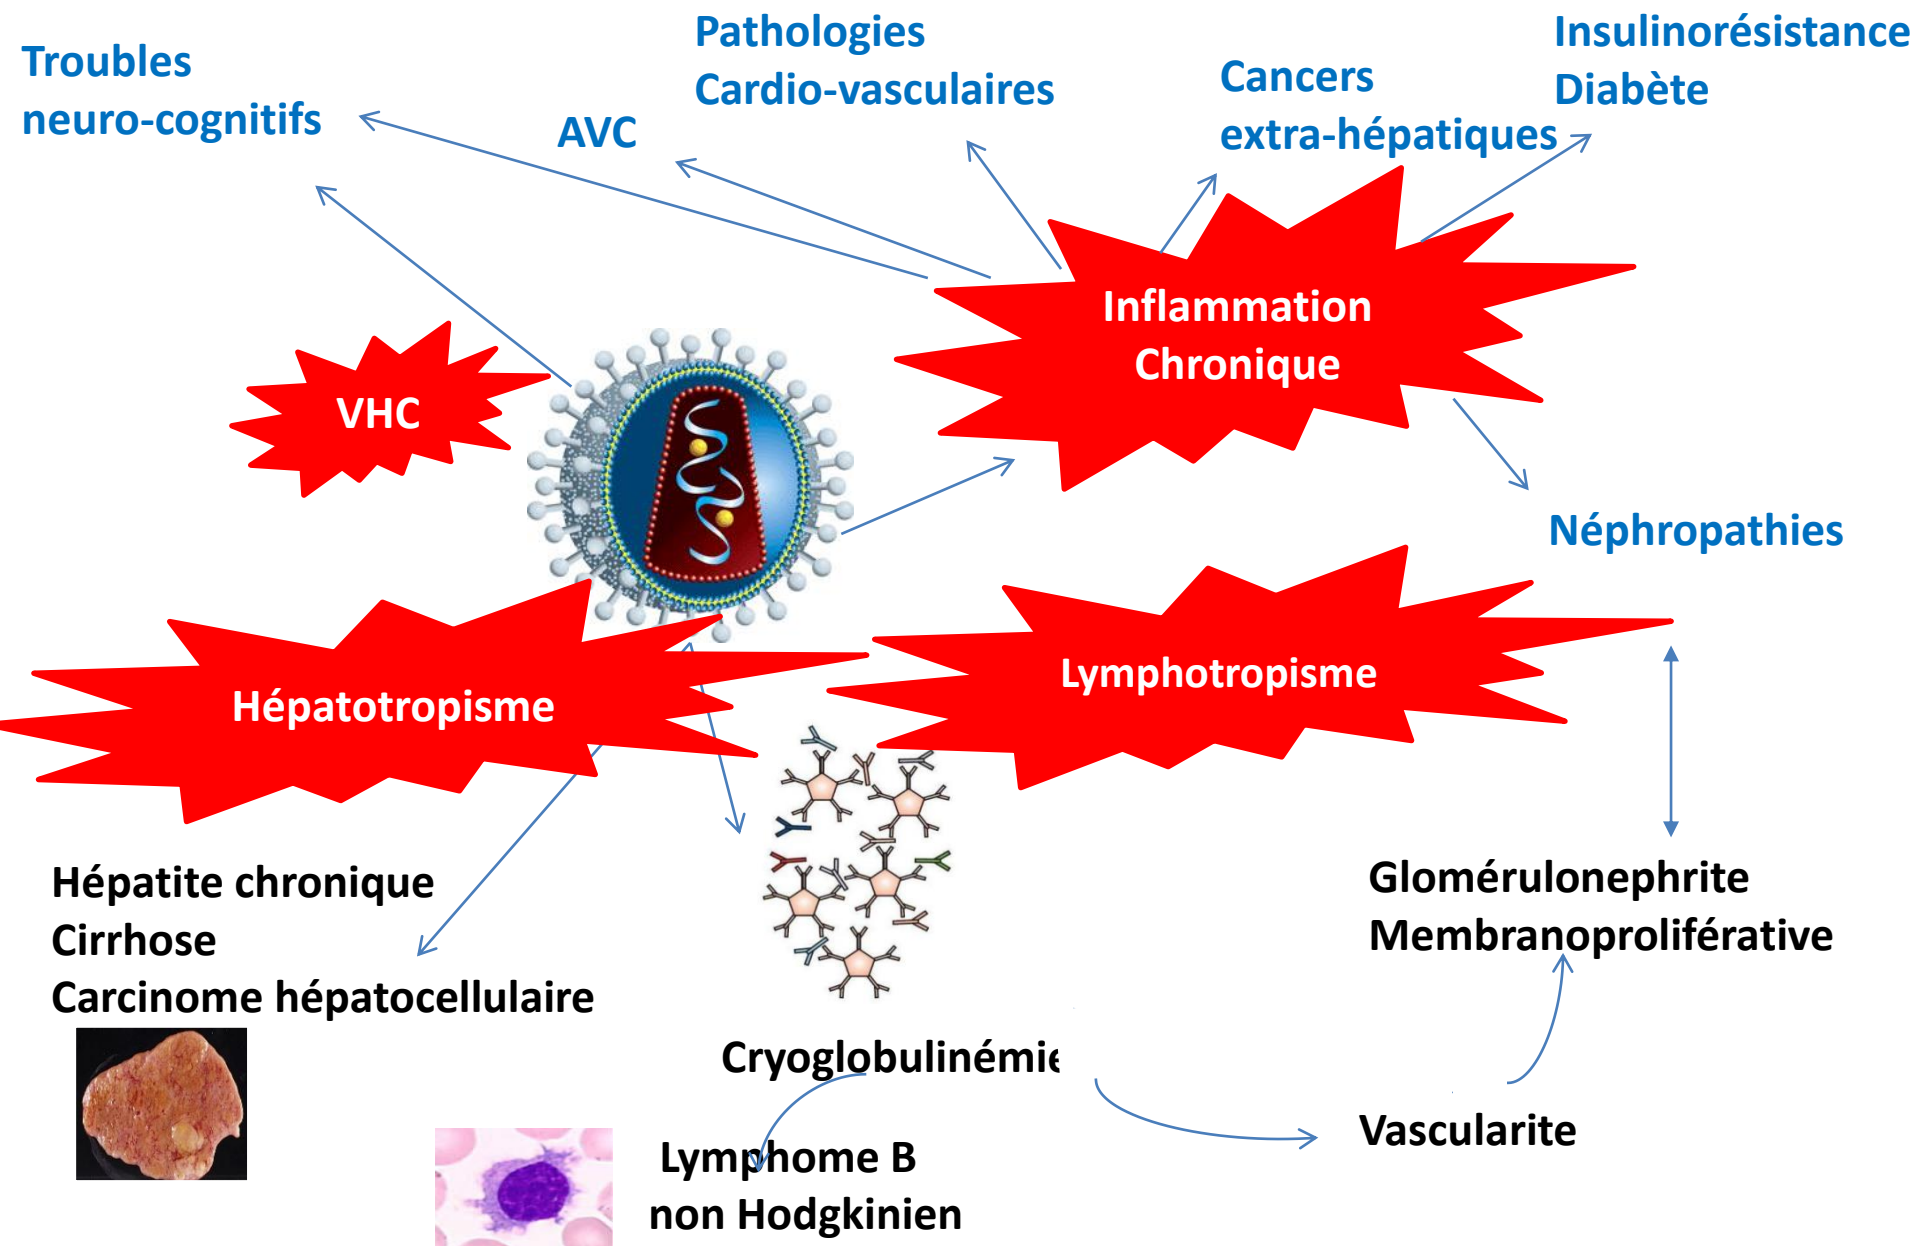 Troubles
neuro-cognitifs
AVC
Pathologies
Cardio-vasculaires
Cancers
extra-hépatiques
Insulinorésistance
Diabète
Inflammation
Chronique
VHC
Néphropathies
Hépatotropisme
Lymphotropisme
Hépatite chronique
Cirrhose
Carcinome hépatocellulaire
Glomérulonephrite
Membranoproliférative
Cryoglobulinémie
Vascularite
Lymphome B
non Hodgkinien